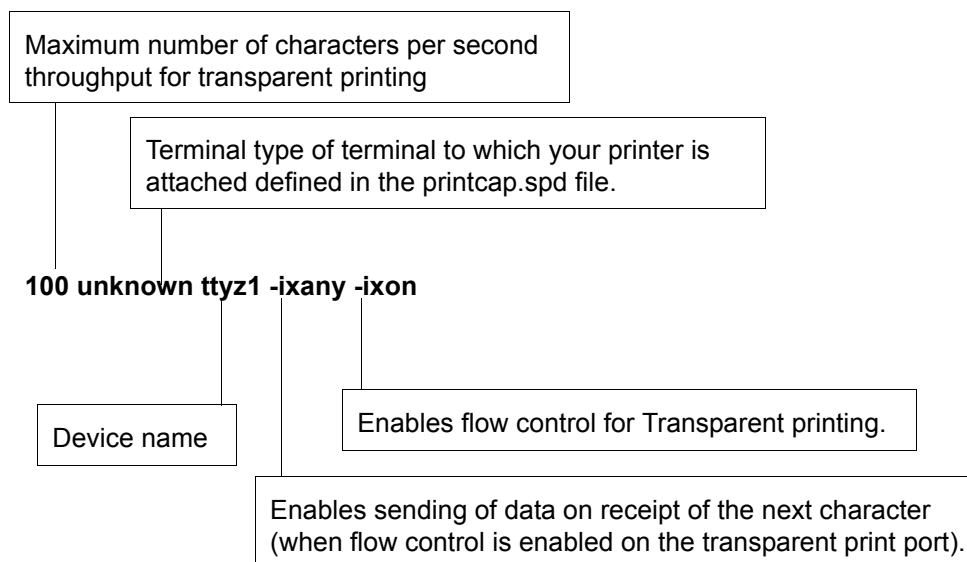 Maximum number of characters per second
throughput for transparent printing
Terminal type of terminal to which your printer is
attached defined in the printcap.spd file.
100 unknown ttyz1 -ixany -ixon
Device name
Enables flow control for Transparent printing.
Enables sending of data on receipt of the next character
(when flow control is enabled on the transparent print port).